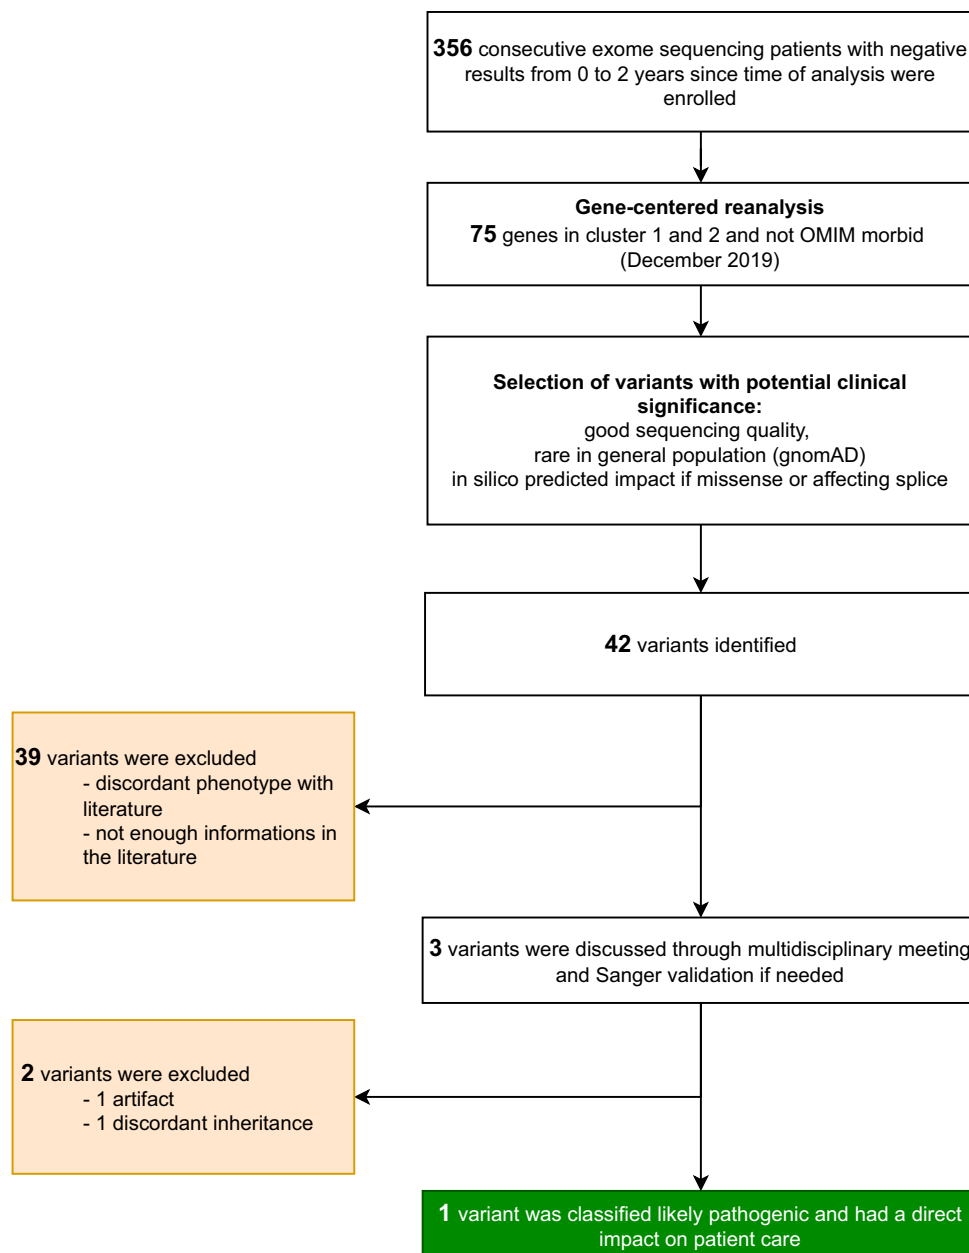 356 consecutive exome sequencing patients with negative
results from 0 to 2 years since time of analysis were
enrolled
Gene-centered reanalysis
75 genes in cluster 1 and 2 and not OMIM morbid
(December 2019)
Selection of variants with potential clinical
significance:
good sequencing quality,
rare in general population (gnomAD)
in silico predicted impact if missense or affecting splice
42 variants identified
39 variants were excluded
- discordant phenotype with
literature
- not enough informations in
the literature
3 variants were discussed through multidisciplinary meeting
and Sanger validation if needed
2 variants were excluded
- 1 artifact
- 1 discordant inheritance
1 variant was classified likely pathogenic and had a direct
impact on patient care